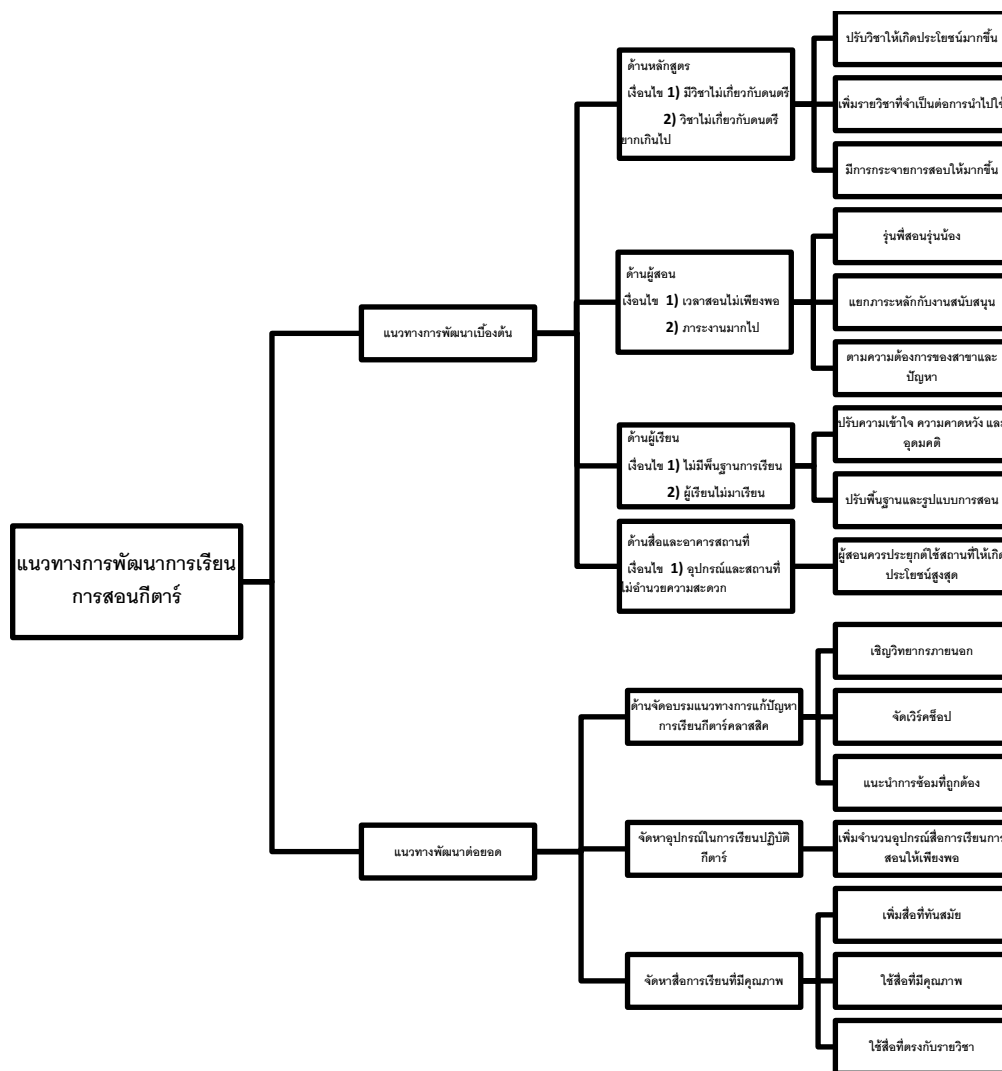 แนวทางการพัฒนาการเรียน
การสอนกีตาร์
แนวทางการพัฒนาเบื้องต้น
ด้านหลักสูตร
เงื่อนไข 1) มีวิชาไม่เกี่ยวกับดนตรี
2) วิชาไม่เกี่ยวกับดนตรี
ยากเกินไป
ปรับวิชาให้เกิดประโยชน์มากขึ้น
เพิ่มรายวิชาที่จำเป็นต่อการนำไปใช้
มีการกระจายการสอบให้มากขึ้น
ด้านผู้สอน
เงื่อนไข 1) เวลาสอนไม่เพียงพอ
2) ภาระงานมากไป
รุ่นพี่สอนรุ่นน้อง
แยกภาระหลักกับงานสนับสนุน
ตามความต้องการของสาขาและ
ปัญหา
ด้านผู้เรียน
เงื่อนไข 1) ไม่มีพื้นฐานการเรียน
2) ผู้เรียนไม่มาเรียน
ปรับความเข้าใจ ความคาดหวัง และ
อุดมคติ
ปรับพื้นฐานและรูปแบบการสอน
ด้านสื่อและอาคารสถานที่
เงื่อนไข 1) อุปกรณ์และสถานที่
ไม่อำนวยความสะดวก
ผู้สอนควรประยุกต์ใช้สถานที่ให้เกิด
ประโยชน์สูงสุด
แนวทางพัฒนาต่อยอด
ด้านจัดอบรมแนวทางการแก้ปัญหา
การเรียนกีตาร์คลาสสิค
เชิญวิทยากรภายนอก
จัดเวิร์คช็อป
แนะนำการซ้อมที่ถูกต้อง
จัดหาอุปกรณ์ในการเรียนปฏิบัติ
กีตาร์
เพิ่มจำนวนอุปกรณ์สื่อการเรียนการ
สอนให้เพียงพอ
จัดหาสื่อการเรียนที่มีคุณภาพ
เพิ่มสื่อที่ทันสมัย
ใช้สื่อที่มีคุณภาพ
ใช้สื่อที่ตรงกับรายวิชา